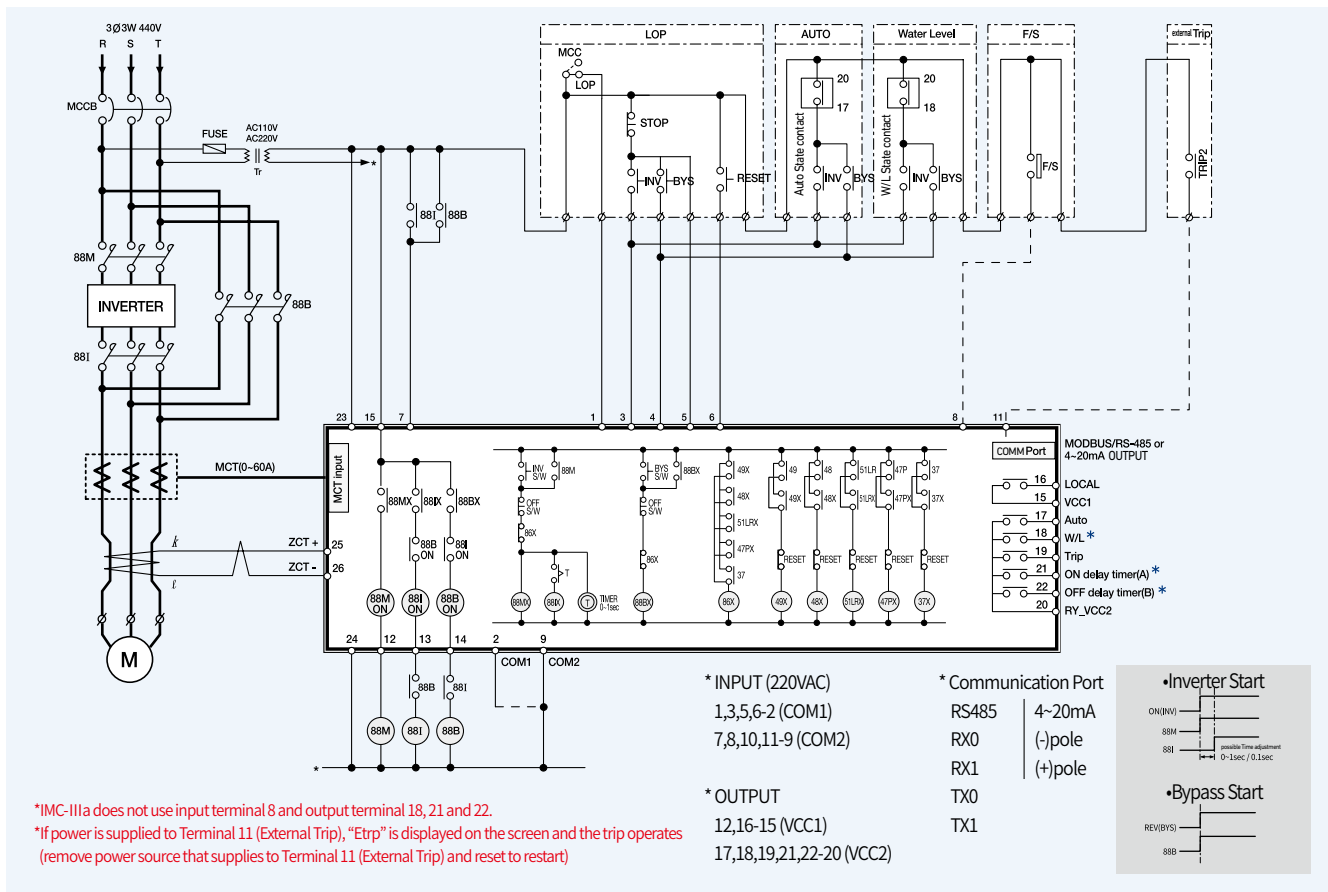 3Ø3W 440V
R S T
MCCB
FUSE
AC110V
AC220V
Tr
*
88M
INVERTER
88B
88I
88I 88B
LOP
MCC
LOP
STOP
INV BYS
RESET
AUTO
20
17
Auto State contact
INV BYS
Water Level
20
18
W/L State contact
INV BYS
F/S
F/S
external Trip
TRIP2
23 15 7 1 3 4 5 6 8 11
MCT(0~60A)
MCT input
k
l
ZCT + 25
ZCT - 26
M
88MX 88IX 88BX
88B ON
88I ON
88M ON
88I ON
88B ON
INV S/W
88M
OFF S/W
86X
T
88MX
88IX
T
TIMER
0~1sec
BYS S/W
88BX
OFF S/W
86X
88BX
49X
48X
51LRX
47PX
37
86X
49 48 51LR 47P 37
49X 48X 51LRX 47PX 37X
RESET RESET RESET RESET RESET
49X 48X 51LRX 47PX 37X
COMM Port
MODBUS/RS-485 or
4~20mA OUTPUT
16 LOCAL
15 VCC1
17 Auto
18 W/L *
19 Trip
21 ON delay timer(A) *
22 OFF delay timer(B) *
20 RY_VCC2
24 12 13 14 2 9
COM1 COM2
88B 88I
88M 88I 88B
*
* INPUT (220VAC)
1,3,5,6-2 (COM1)
7,8,10,11-9 (COM2)
* OUTPUT
12,16-15 (VCC1)
17,18,19,21,22-20 (VCC2)
* Communication Port
RS485 4~20mA
RX0 (-)pole
RX1 (+)pole
TX0
TX1
•Inverter Start
ON(INV)
88M
88I
possible Time adjustment
0~1sec / 0.1sec
•Bypass Start
REV(BYS)
88B
*IMC-IIIa does not use input terminal 8 and output terminal 18, 21 and 22.
*If power is supplied to Terminal 11 (External Trip), “Etrp” is displayed on the screen and the trip operates
(remove power source that supplies to Terminal 11 (External Trip) and reset to restart)